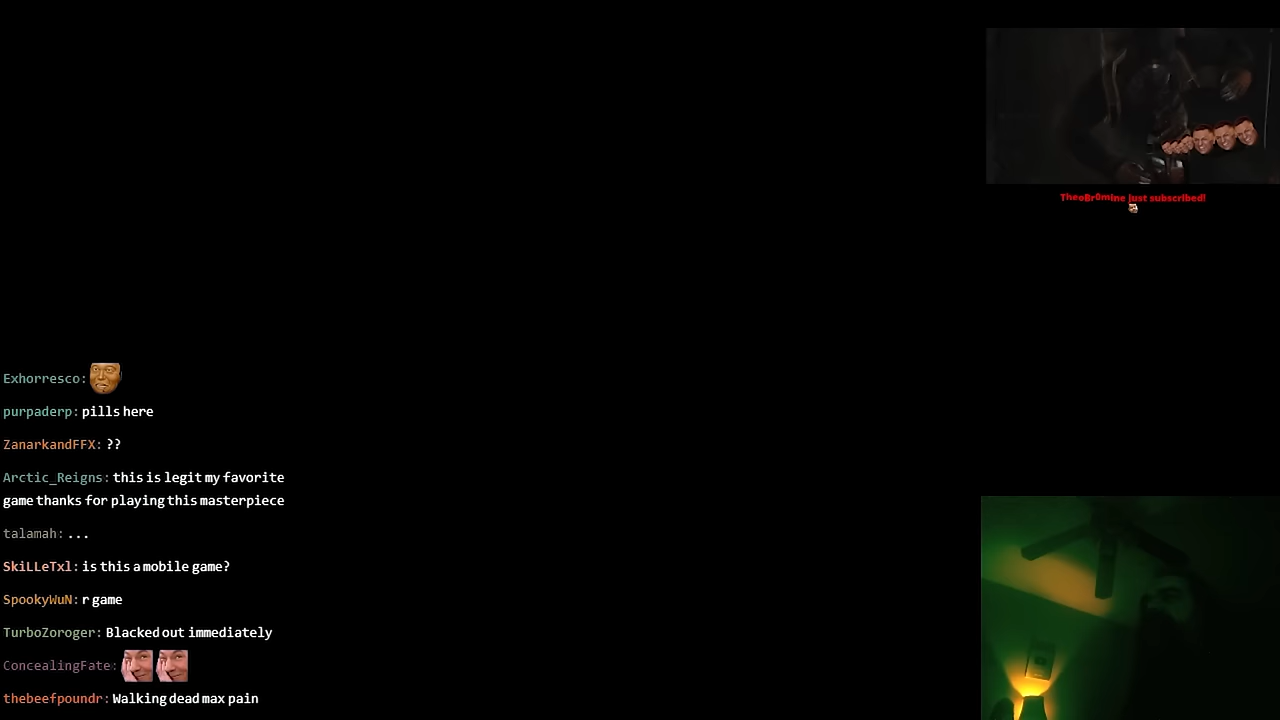 TheoBr0mine just subscribed!
Exhorresco:
purpaderp: pills here
ZanarkandFFX: ??
Arctic_Reigns: this is legit my favorite
game thanks for playing this masterpiece
talamah: ...
SkiLLeTxl: is this a mobile game?
SpookyWuN: r game
TurboZoroger: Blacked out immediately
ConcealingFate:
thebeefpoundr: Walking dead max pain